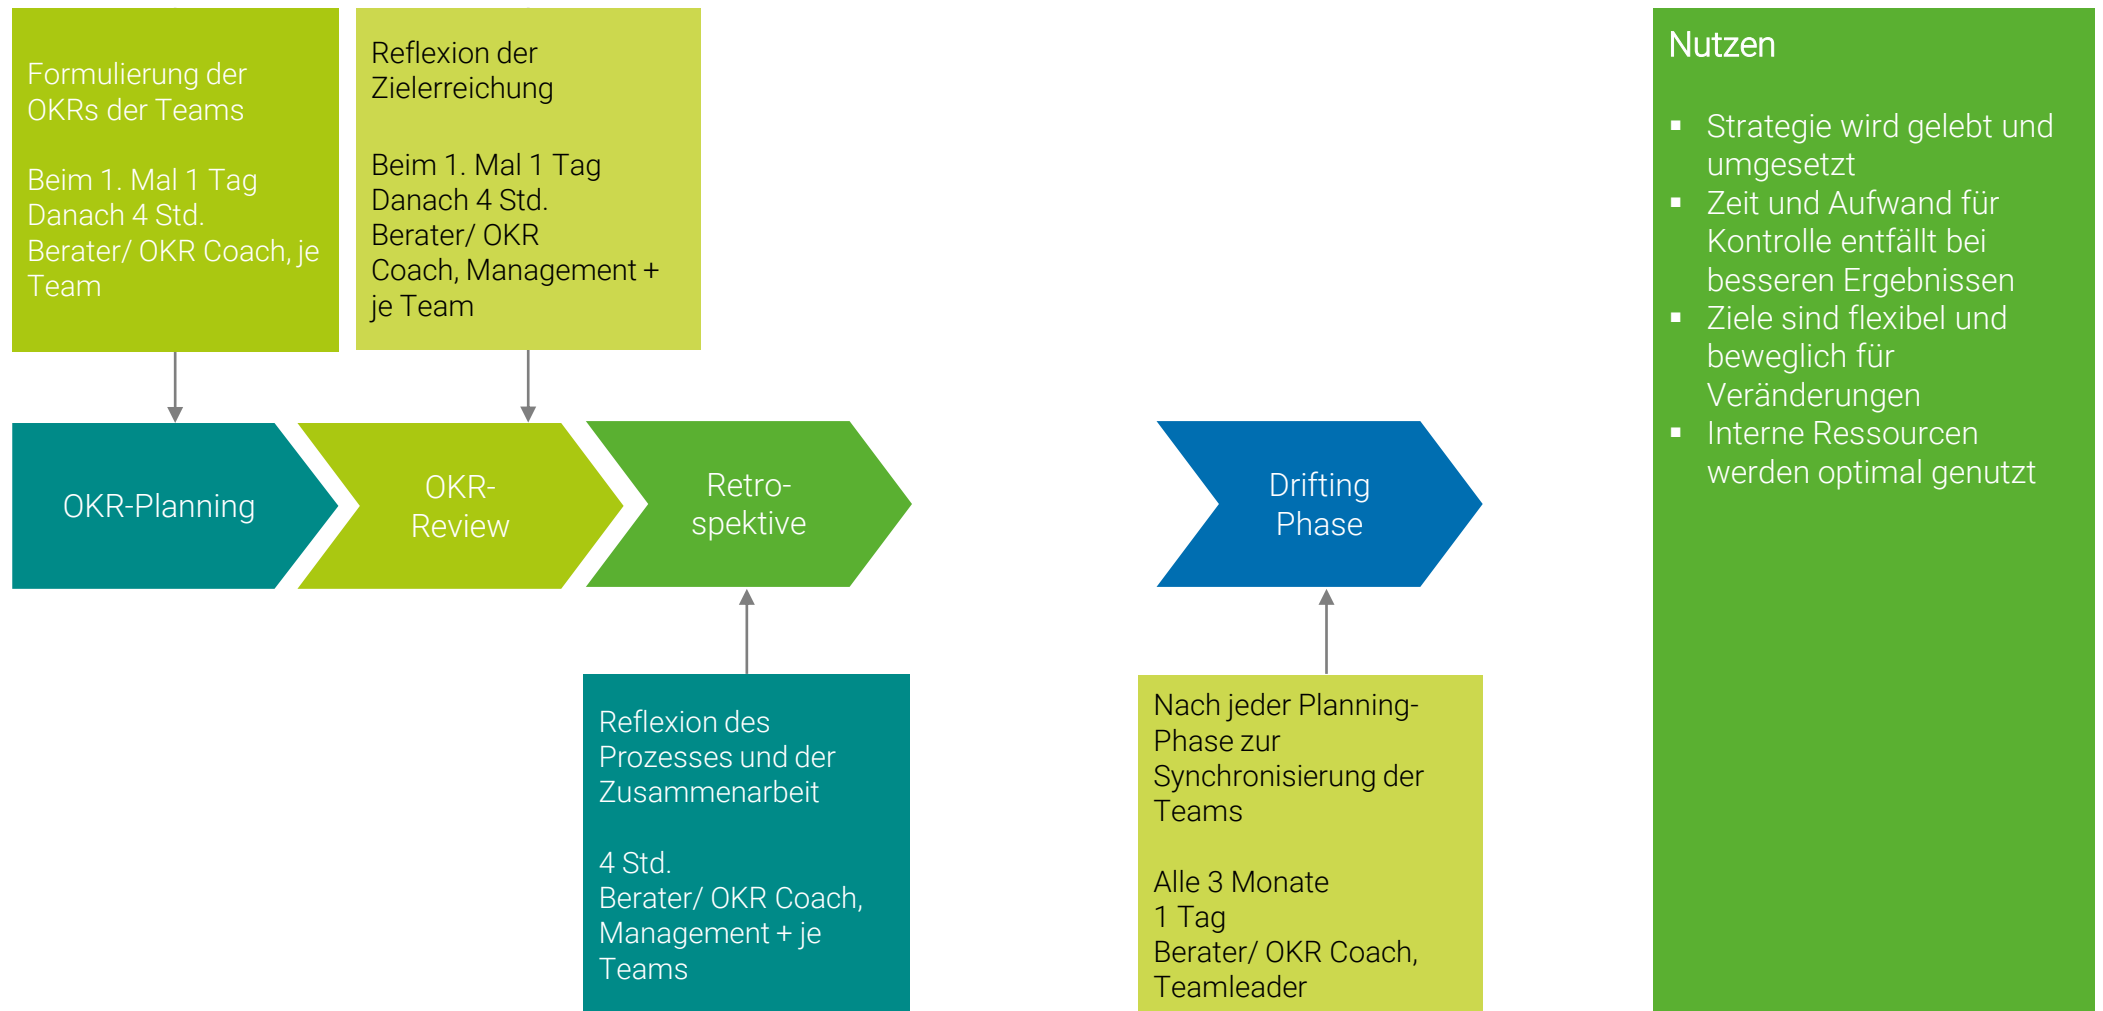 Formulierung der
OKRs der Teams
Beim 1. Mal 1 Tag
Danach 4 Std.
Berater/ OKR Coach, je
Team
Reflexion der
Zielerreichung
Beim 1. Mal 1 Tag
Danach 4 Std.
Berater/ OKR
Coach, Management +
je Team
OKR-Planning
OKR-
Review
Retro-
spektive
Drifting
Phase
Reflexion des
Prozesses und der
Zusammenarbeit
4 Std.
Berater/ OKR Coach,
Management + je
Teams
Nach jeder Planning-
Phase zur
Synchronisierung der
Teams
Alle 3 Monate
1 Tag
Berater/ OKR Coach,
Teamleader
Nutzen
▪ Strategie wird gelebt und
umgesetzt
▪ Zeit und Aufwand für
Kontrolle entfällt bei
besseren Ergebnissen
▪ Ziele sind flexibel und
beweglich für
Veränderungen
▪ Interne Ressourcen
werden optimal genutzt